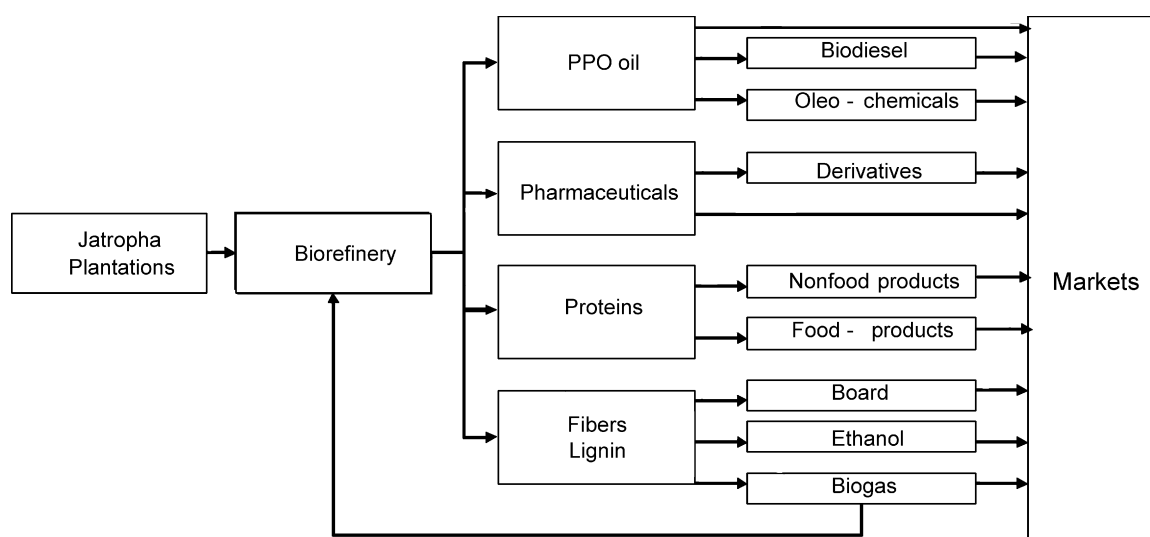 PPO oil
Biodiesel
Oleo - chemicals
Pharmaceuticals
Derivatives
Jatropha
Plantations
Biorefinery
Proteins
Nonfood products
Food - products
Markets
Fibers
Lignin
Board
Ethanol
Biogas